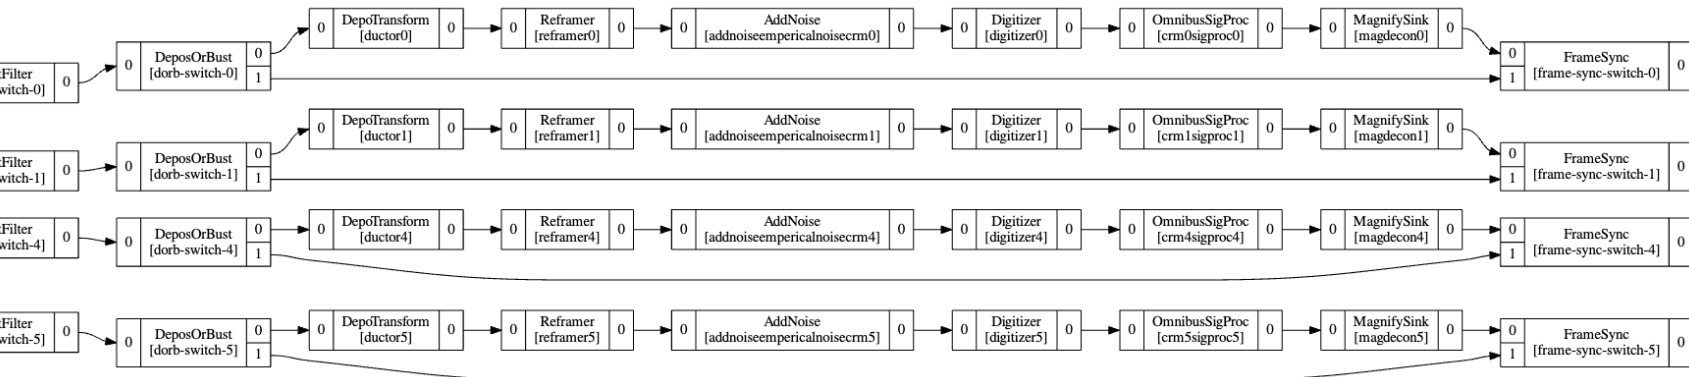 Filter
witch-0]
0
0
DeposOrBust
[dorb-switch-0]
0
1
0
DepoTransform
[ductor0]
0
0
Reframer
[reframer0]
0
0
AddNoise
[addnoiseempericalnoisecrm0]
0
0
Digitizer
[digitizer0]
0
0
OmnibusSigProc
[crm0sigproc0]
0
0
MagnifySink
[magdecon0]
0
0
1
FrameSync
[frame-sync-switch-0]
0
Filter
witch-1]
0
0
DeposOrBust
[dorb-switch-1]
0
1
0
DepoTransform
[ductor1]
0
0
Reframer
[reframer1]
0
0
AddNoise
[addnoiseempericalnoisecrm1]
0
0
Digitizer
[digitizer1]
0
0
OmnibusSigProc
[crm1sigproc1]
0
0
MagnifySink
[magdecon1]
0
0
1
FrameSync
[frame-sync-switch-1]
0
Filter
witch-4]
0
0
DeposOrBust
[dorb-switch-4]
0
1
0
DepoTransform
[ductor4]
0
0
Reframer
[reframer4]
0
0
AddNoise
[addnoiseempericalnoisecrm4]
0
0
Digitizer
[digitizer4]
0
0
OmnibusSigProc
[crm4sigproc4]
0
0
MagnifySink
[magdecon4]
0
0
1
FrameSync
[frame-sync-switch-4]
0
Filter
witch-5]
0
0
DeposOrBust
[dorb-switch-5]
0
1
0
DepoTransform
[ductor5]
0
0
Reframer
[reframer5]
0
0
AddNoise
[addnoiseempericalnoisecrm5]
0
0
Digitizer
[digitizer5]
0
0
OmnibusSigProc
[crm5sigproc5]
0
0
MagnifySink
[magdecon5]
0
0
1
FrameSync
[frame-sync-switch-5]
0